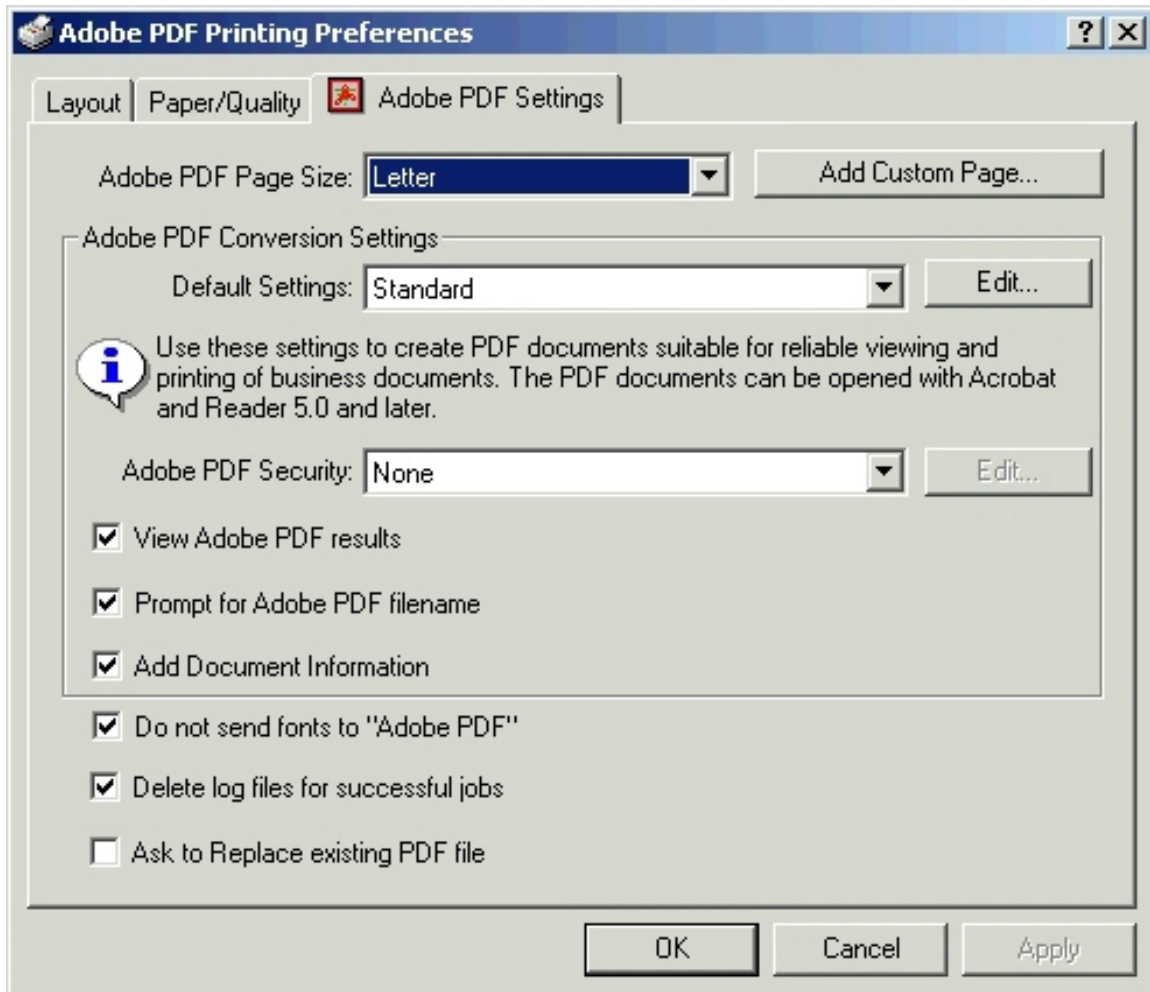 Adobe PDF Printing Preferences
Layout Paper/Quality Adobe PDF Settings
Adobe PDF Page Size: Letter Add Custom Page...
Adobe PDF Conversion Settings
Default Settings: Standard Edit...
Use these settings to create PDF documents suitable for reliable viewing and
printing of business documents. The PDF documents can be opened with Acrobat
and Reader 5.0 and later.
Adobe PDF Security: None Edit...
View Adobe PDF results
Prompt for Adobe PDF filename
Add Document Information
Do not send fonts to "Adobe PDF"
Delete log files for successful jobs
Ask to Replace existing PDF file
OK Cancel Apply